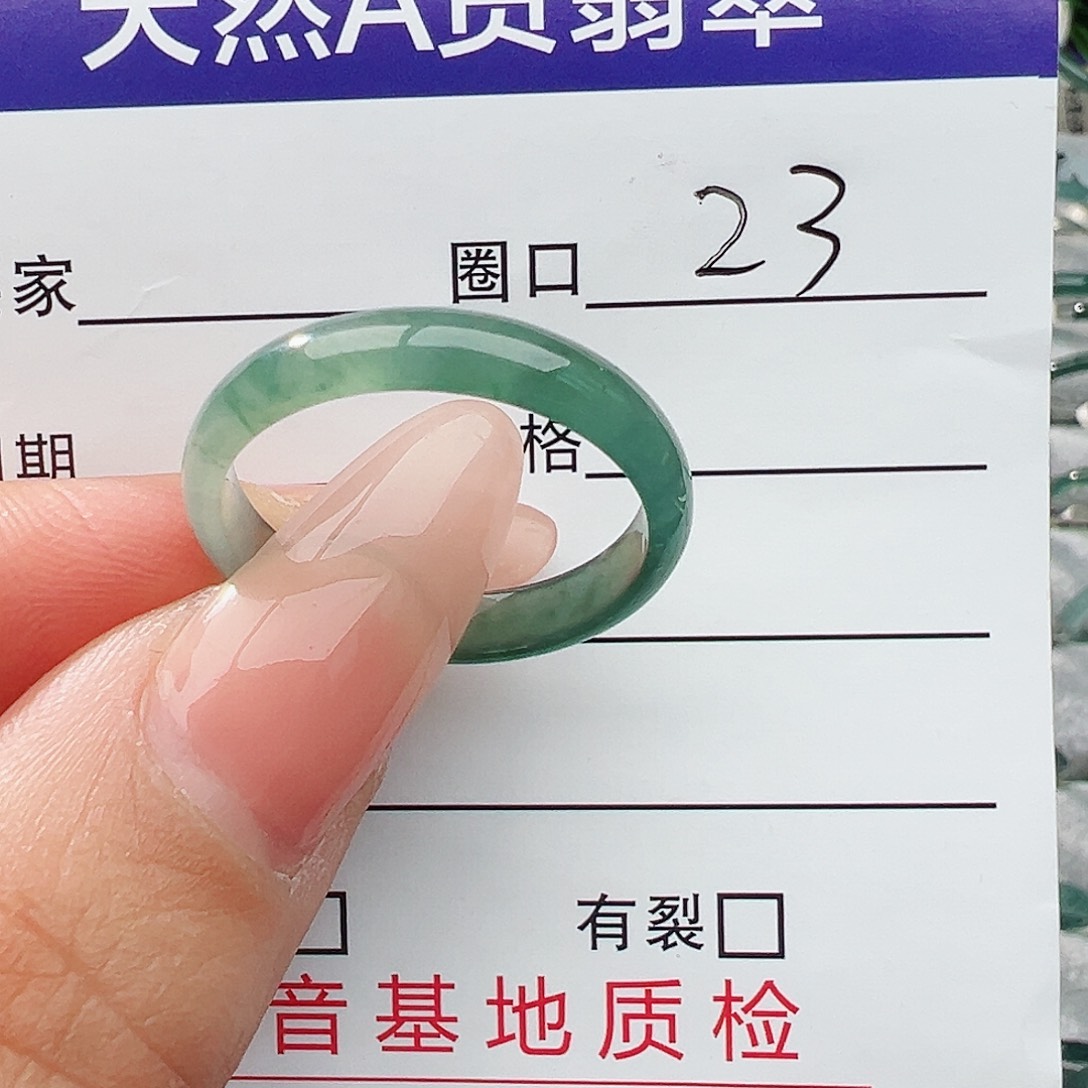 天然A货翡翠
家 圈口 23
期 格
有裂
音基地质检